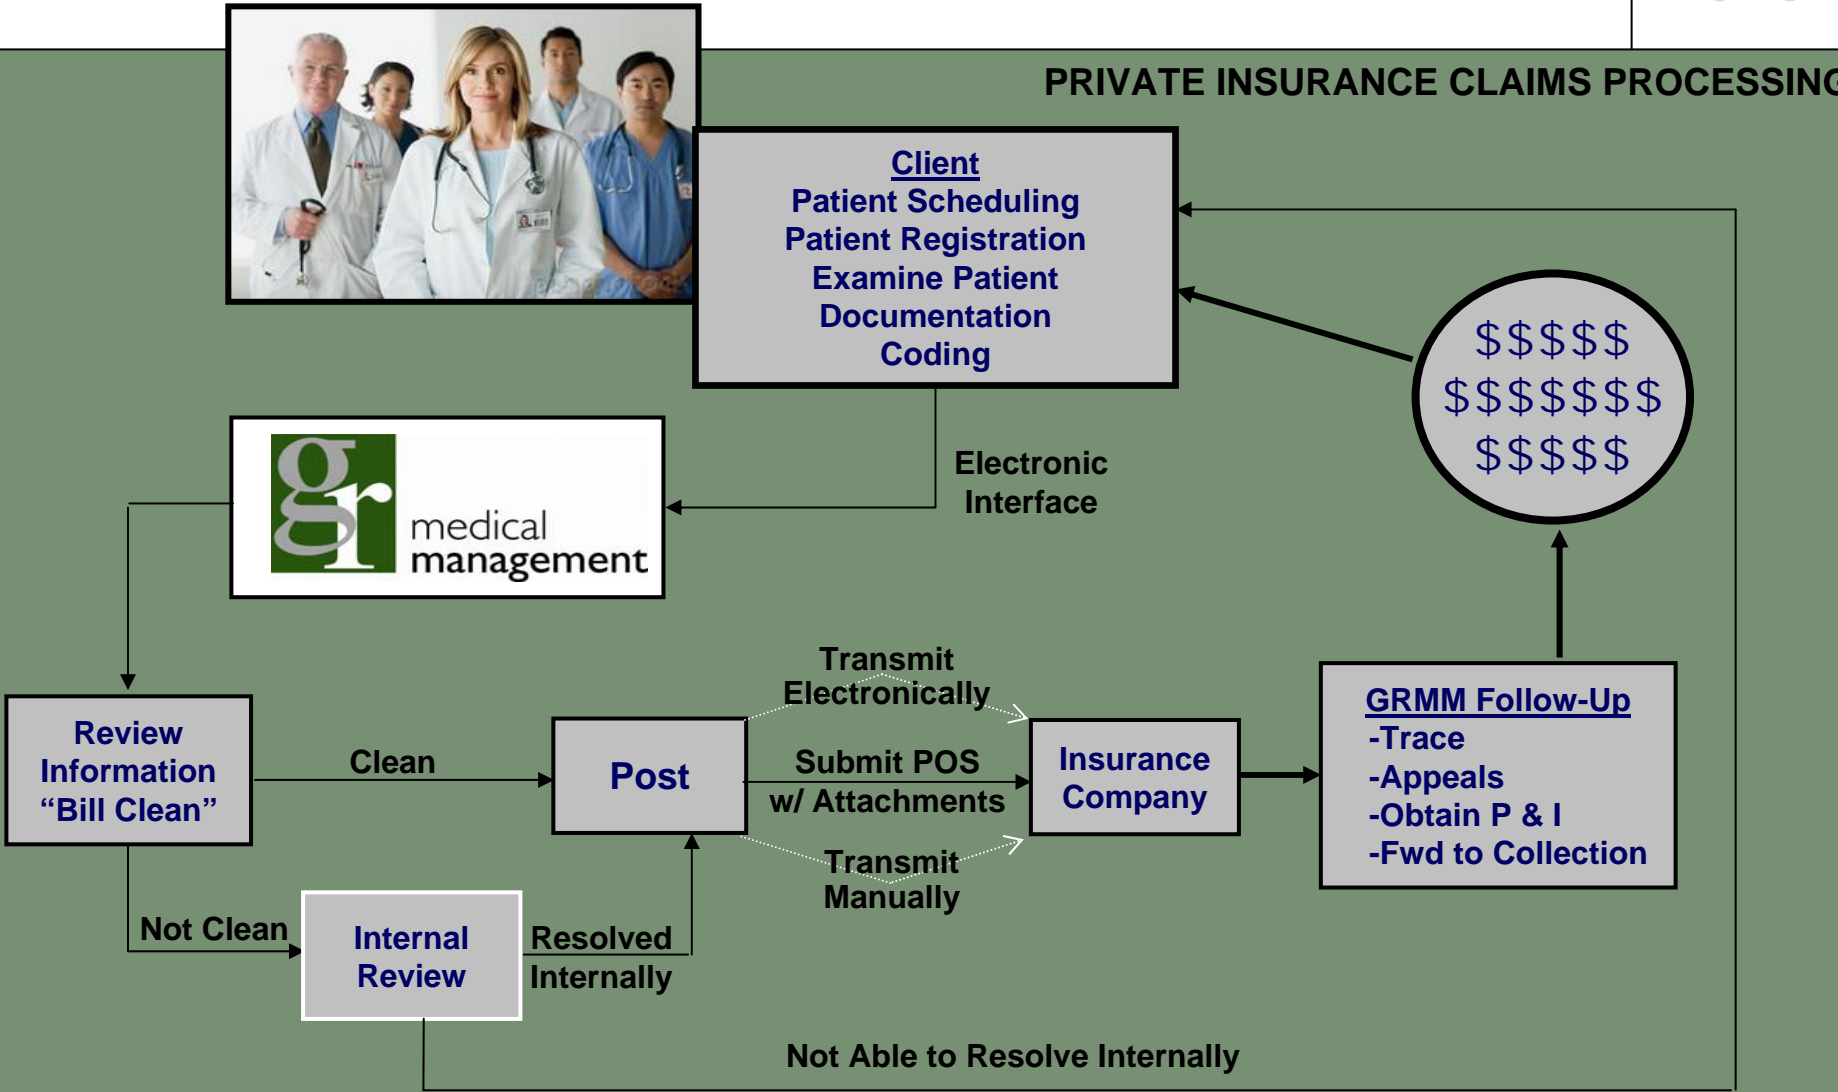 PRIVATE INSURANCE CLAIMS PROCESSING
Client
Patient Scheduling
Patient Registration
Examine Patient
Documentation
Coding
$$$$$
$$$$$$$
$$$$$
Electronic
Interface
gr
medical
management
Transmit
Electronically
Review
Information
“Bill Clean”
Clean
Post
Submit POS
w/ Attachments
Insurance
Company
GRMM Follow-Up
-Trace
-Appeals
-Obtain P & I
-Fwd to Collection
Transmit
Manually
Not Clean
Internal
Review
Resolved
Internally
Not Able to Resolve Internally